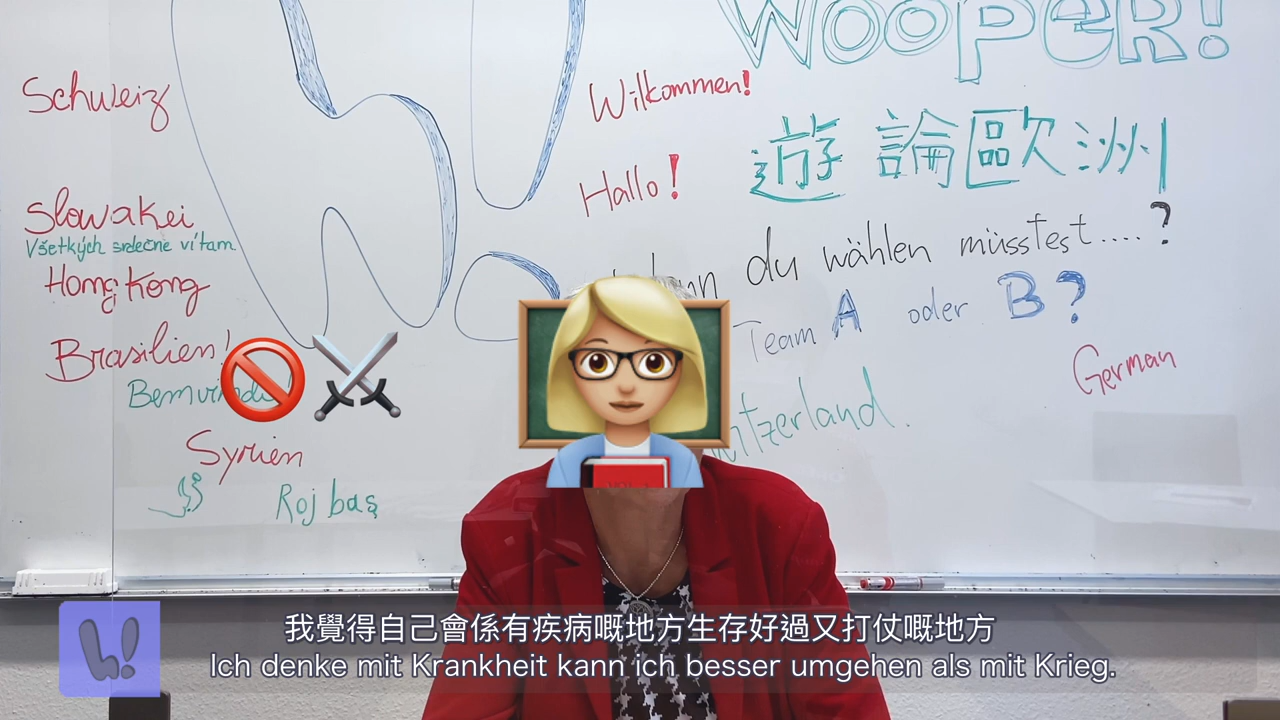 WOOPER!
Schweiz
Willkommen!
遊論歐洲
Hallo!
Slowakei
Všetkých srdečne vítam
Hong Kong
du wählen müsstest....?
Team A oder B?
Brasilien!
German
Syrien
Roj baş
我覺得自己會係有疾病嘅地方生存好過又打仗嘅地方
Ich denke mit Krankheit kann ich besser umgehen als mit Krieg.